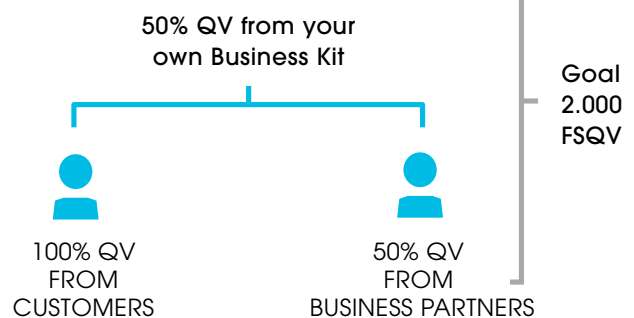 50% QV from your
own Business Kit
Goal
2.000
FSQV
100% QV
FROM
CUSTOMERS
50% QV
FROM
BUSINESS PARTNERS